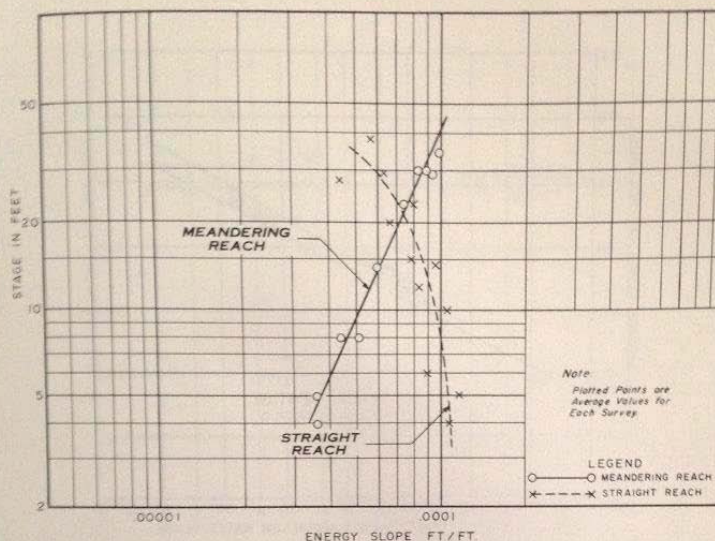 50
20
10
5
2
STAGE IN FEET
MEANDERING
REACH
STRAIGHT
REACH
Note:
Plotted Points are
Average Values for
Each Survey.
LEGEND
MEANDERING REACH
STRAIGHT REACH
.00001
.0001
ENERGY SLOPE FT/FT.